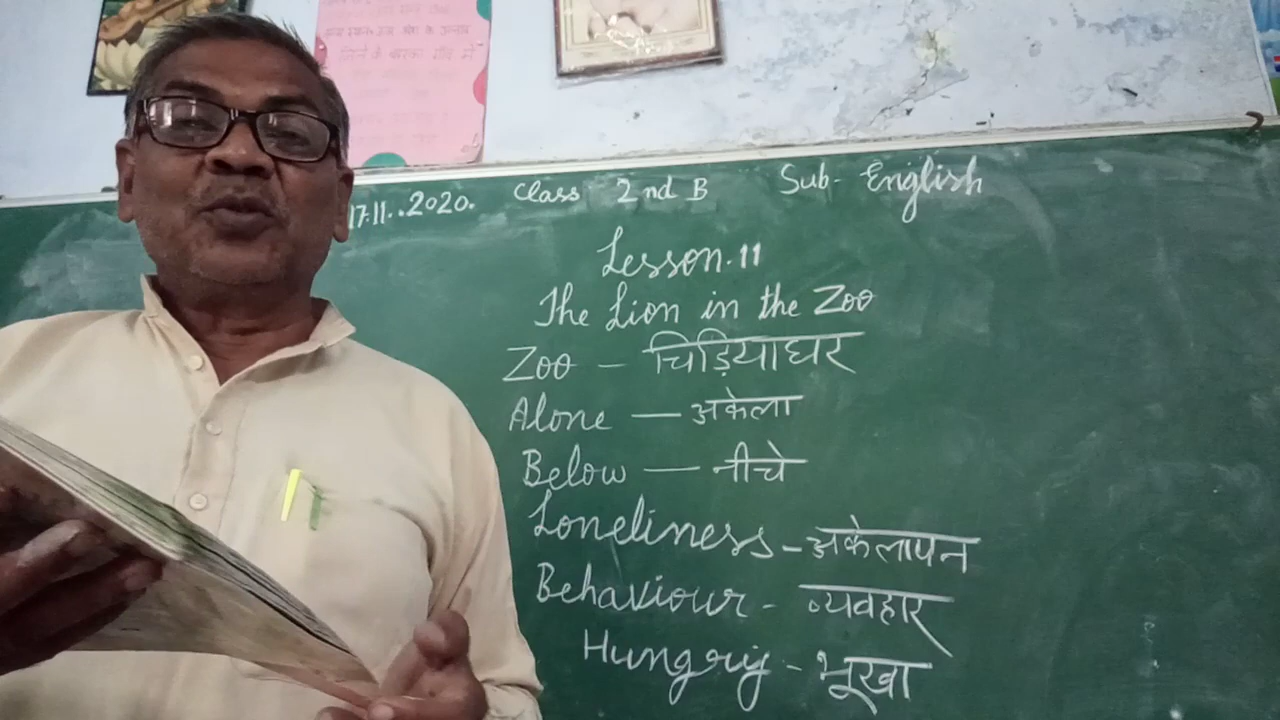 17.11..2020. Class 2nd B Sub- English
Lesson.11
The Lion in the Zoo
Zoo — चिड़ियाघर
Alone — अकेला
Below — नीचे
Loneliness - अकेलापन
Behaviour - व्यवहार
Hungry - भूखा